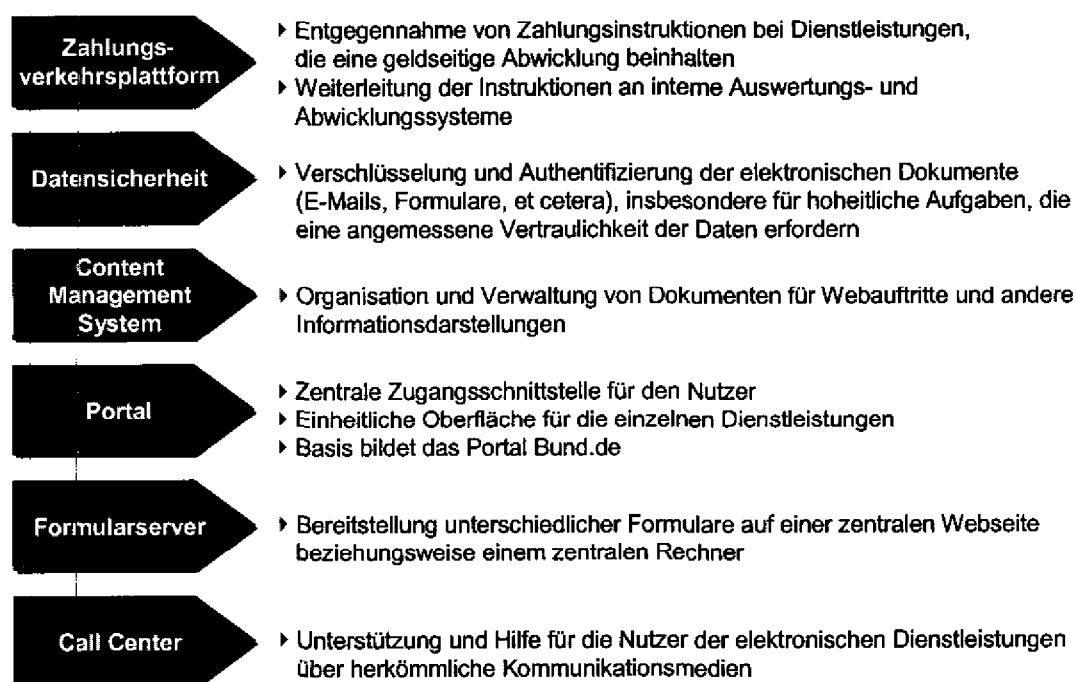 Zahlungs-
verkehrsplattform
‣ Entgegennahme von Zahlungsinstruktionen bei Dienstleistungen,
die eine geldseitige Abwicklung beinhalten
‣ Weiterleitung der Instruktionen an interne Auswertungs- und
Abwicklungssysteme
Datensicherheit
‣ Verschlüsselung und Authentifizierung der elektronischen Dokumente
(E-Mails, Formulare, et cetera), insbesondere für hoheitliche Aufgaben, die
eine angemessene Vertraulichkeit der Daten erfordern
Content
Management
System
‣ Organisation und Verwaltung von Dokumenten für Webauftritte und andere
Informationsdarstellungen
Portal
‣ Zentrale Zugangsschnittstelle für den Nutzer
‣ Einheitliche Oberfläche für die einzelnen Dienstleistungen
‣ Basis bildet das Portal Bund.de
Formularserver
‣ Bereitstellung unterschiedlicher Formulare auf einer zentralen Webseite
beziehungsweise einem zentralen Rechner
Call Center
‣ Unterstützung und Hilfe für die Nutzer der elektronischen Dienstleistungen
über herkömmliche Kommunikationsmedien